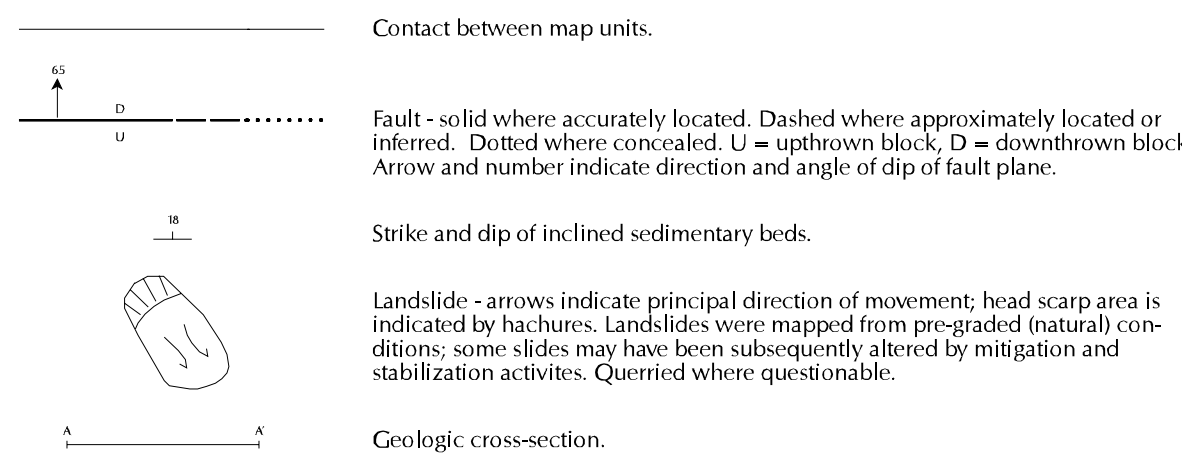 Contact between map units.
65
D
U
Fault - solid where accurately located. Dashed where approximately located or
inferred. Dotted where concealed. U = upthrown block, D = downthrown block
Arrow and number indicate direction and angle of dip of fault plane.
18
Strike and dip of inclined sedimentary beds.
Landslide - arrows indicate principal direction of movement; head scarp area is
indicated by hachures. Landslides were mapped from pre-graded (natural) con-
ditions; some slides may have been subsequently altered by mitigation and
stabilization activites. Querried where questionable.
A A'
Geologic cross-section.